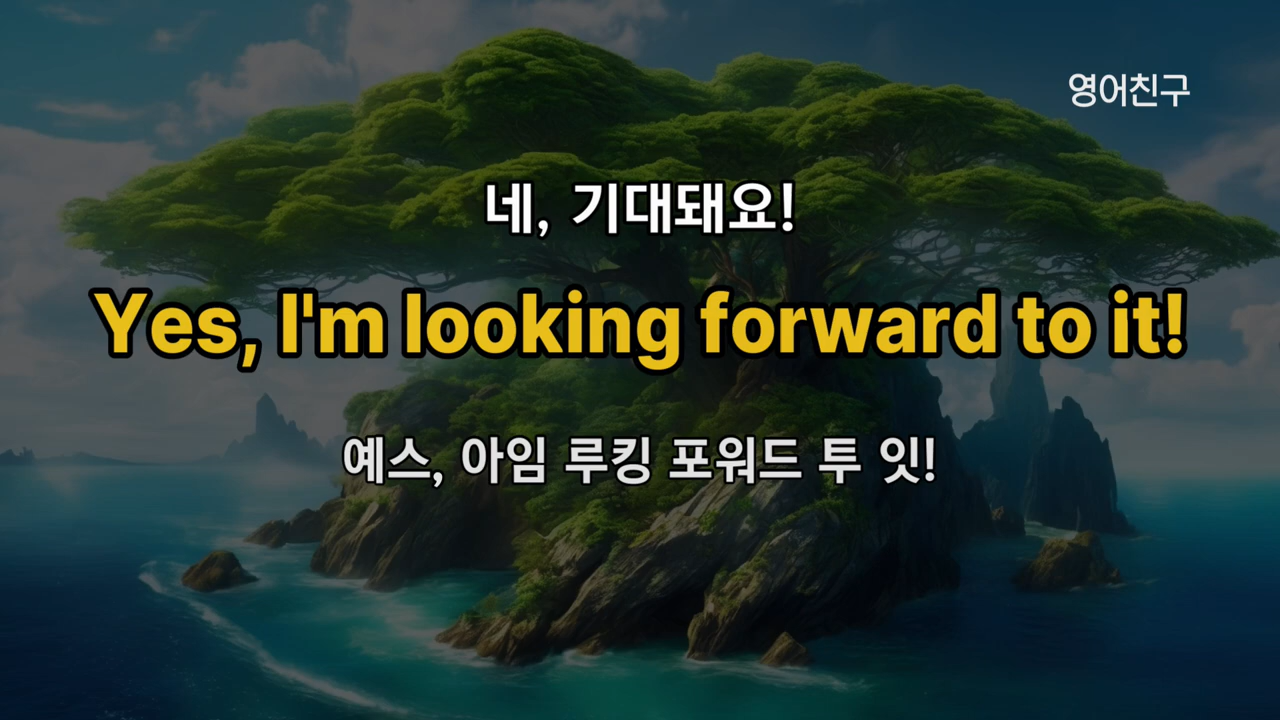 영어친구
네, 기대돼요!
Yes, I'm looking forward to it!
예스, 아임 루킹 포워드 투 잇!